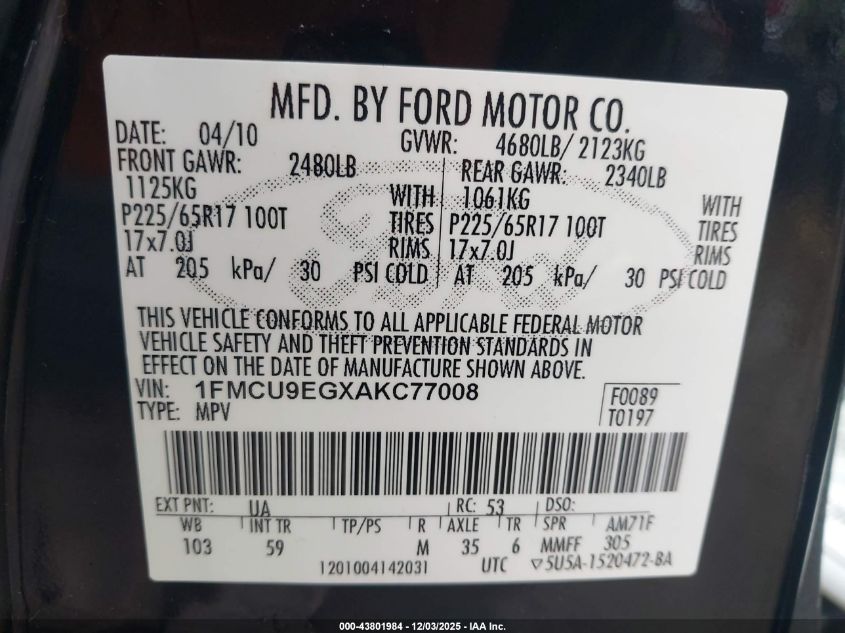 MFD. BY FORD MOTOR CO.
DATE: 04/10 GVWR: 4680LB/ 2123KG
FRONT GAWR: 2480LB REAR GAWR: 2340LB
1125KG WITH 1061KG WITH
P225/65R17 100T TIRES P225/65R17 100T TIRES
17x7.0J RIMS 17x7.0J RIMS
AT 205 kPa/ 30 PSI COLD AT 205 kPa/ 30 PSI COLD
THIS VEHICLE CONFORMS TO ALL APPLICABLE FEDERAL MOTOR
VEHICLE SAFETY AND THEFT PREVENTION STANDARDS IN
EFFECT ON THE DATE OF MANUFACTURE SHOWN ABOVE.
VIN: 1FMCU9EGXAKC77008 F0089
TYPE: MPV T0197
EXT PNT: UA RC: 53 DSO:
WB INT TR TP/PS R AXLE TR SPR AM71F
103 59 M 35 6 MMFF 305
1201004142031 UTC ▽5U5A-1520472-BA
Ford
000-43801984 - 12/03/2025 - IAA Inc.